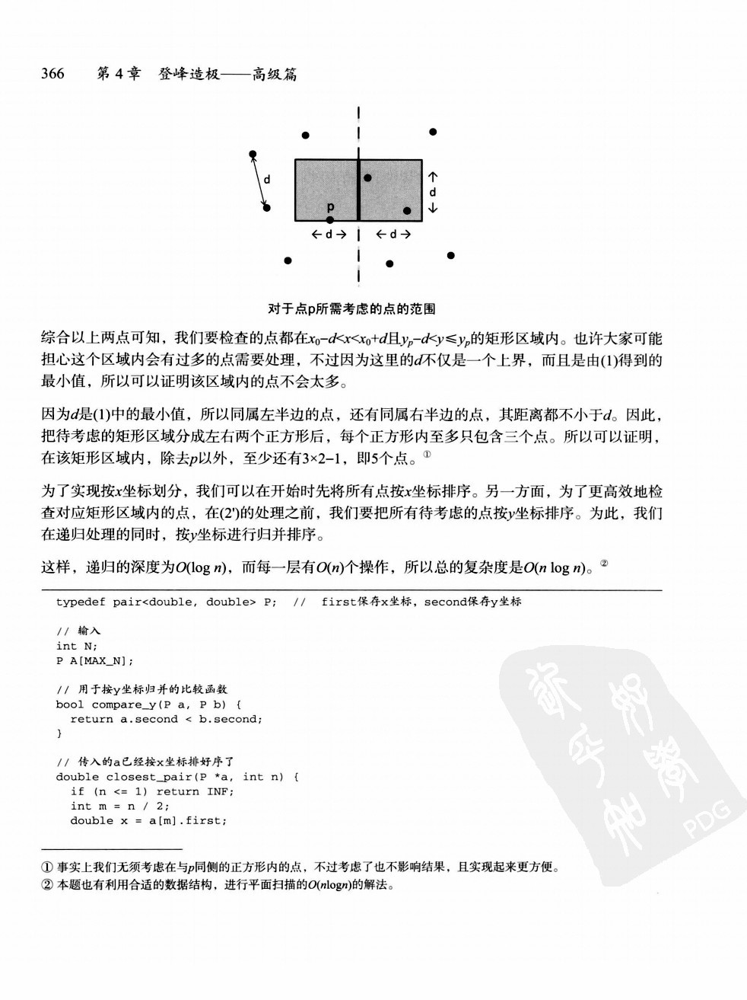 366 第4章 登峰造极——高级篇
d
d
p
d
d
对于点p所需考虑的点的范围
综合以上两点可知，我们要检查的点都在x₀−d<x<x₀+d且yₚ−d<y≤yₚ的矩形区域内。也许大家可能
担心这个区域内会有过多的点需要处理，不过因为这里的d不仅是一个上界，而且是由(1)得到的
最小值，所以可以证明该区域内的点不会太多。
因为d是(1)中的最小值，所以同属左半边的点，还有同属右半边的点，其距离都不小于d。因此，
把待考虑的矩形区域分成左右两个正方形后，每个正方形内至多只包含三个点。所以可以证明，
在该矩形区域内，除去p以外，至少还有3×2−1，即5个点。①
为了实现按x坐标划分，我们可以在开始时先将所有点按x坐标排序。另一方面，为了更高效地检
查对应矩形区域内的点，在(2')的处理之前，我们要把所有待考虑的点按y坐标排序。为此，我们
在递归处理的同时，按y坐标进行归并排序。
这样，递归的深度为O(log n)，而每一层有O(n)个操作，所以总的复杂度是O(n log n)。②
typedef pair<double, double> P; // first保存x坐标，second保存y坐标
// 输入
int N;
P A[MAX_N];
// 用于按y坐标归并的比较函数
bool compare_y(P a, P b) {
return a.second < b.second;
}
// 传入的a已经按x坐标排好序了
double closest_pair(P *a, int n) {
if (n <= 1) return INF;
int m = n / 2;
double x = a[m].first;
PDG
① 事实上我们无须考虑在与p同侧的正方形内的点，不过考虑了也不影响结果，且实现起来更方便。
② 本题也有利用合适的数据结构，进行平面扫描的O(nlogn)的解法。